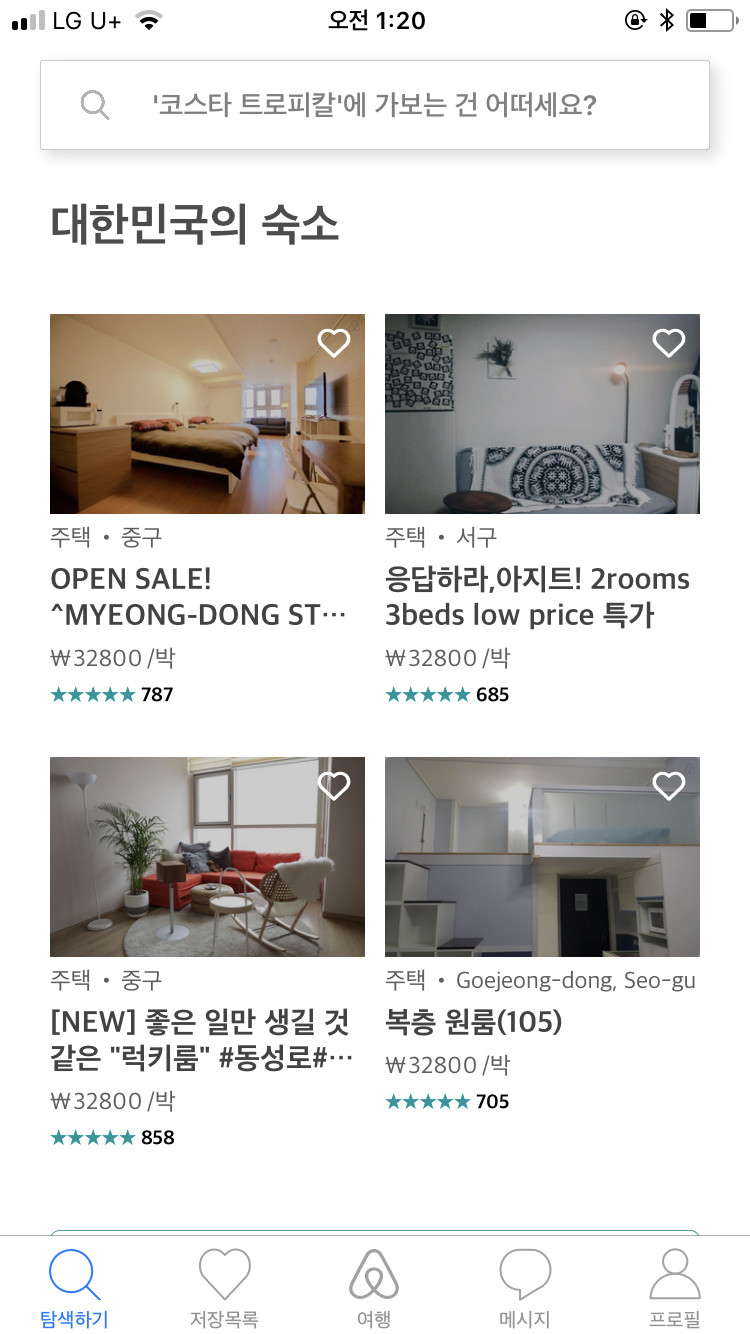 LG U+
오전 1:20
'코스타 트로피칼'에 가보는 건 어떠세요?
대한민국의 숙소
주택 • 중구
OPEN SALE!
^MYEONG-DONG ST…
₩32800 /박
★★★★★ 787
주택 • 서구
응답하라,아지트! 2rooms
3beds low price 특가
₩32800 /박
★★★★★ 685
주택 • 중구
[NEW] 좋은 일만 생길 것
같은 "럭키룸" #동성로#…
₩32800 /박
★★★★★ 858
주택 • Goejeong-dong, Seo-gu
복층 원룸(105)
₩32800 /박
★★★★★ 705
탐색하기
저장목록
여행
메시지
프로필